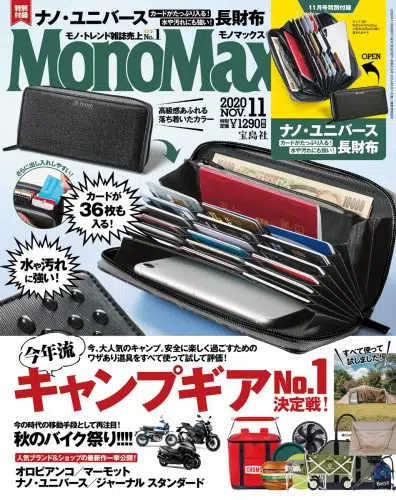 特別付録
ナノ・ユニバース
カードがたっぷり入る!
水や汚れにも強い!
長財布
モノ・トレンド雑誌売上No.1
モノマックス
MonoMax
11月号特別付録
OPEN
ナノ・ユニバース
カードがたっぷり入る!
水や汚れにも強い!
長財布
高級感あふれる
落ち着いたカラー
2020
NOV. 11
特別定価¥1290
宝島社
さらに出し入れしやすい!
カードが
36枚も
入る!
水や汚れ
に強い!
今年流
今、大人気のキャンプ。安全に楽しく過ごすための
ワザあり道具をすべて使って試して評価!
キャンプギアNo.1
決定戦!
すべて使って
試しました!
今の時代の移動手段として再注目!
秋のバイク祭り!!!!
人気ブランド&ショップの最新作一挙公開!
オロビアンコ/マーモット
ナノ・ユニバース/ジャーナル スタンダード
CHUMS